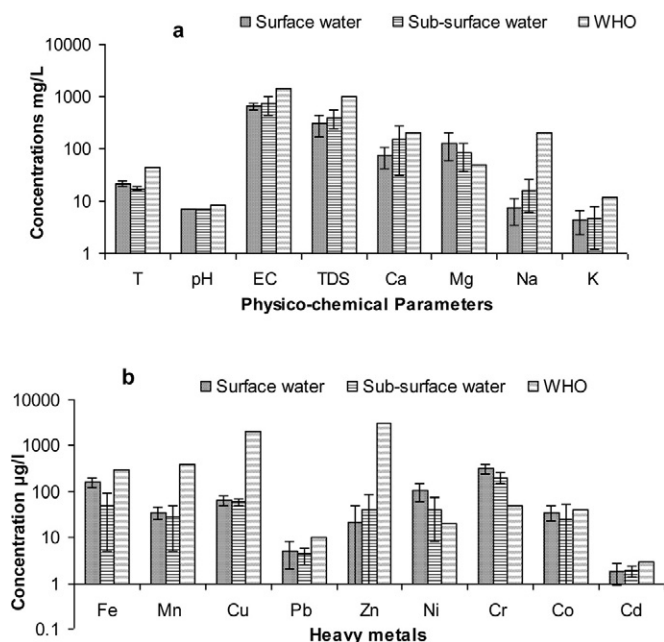 a
Surface water Sub-surface water WHO
Concentrations mg/L
10000
1000
100
10
1
T pH EC TDS Ca Mg Na K
Physico-chemical Parameters
b
Surface water Sub-surface water WHO
Concentration µg/l
10000
1000
100
10
1
0.1
Fe Mn Cu Pb Zn Ni Cr Co Cd
Heavy metals